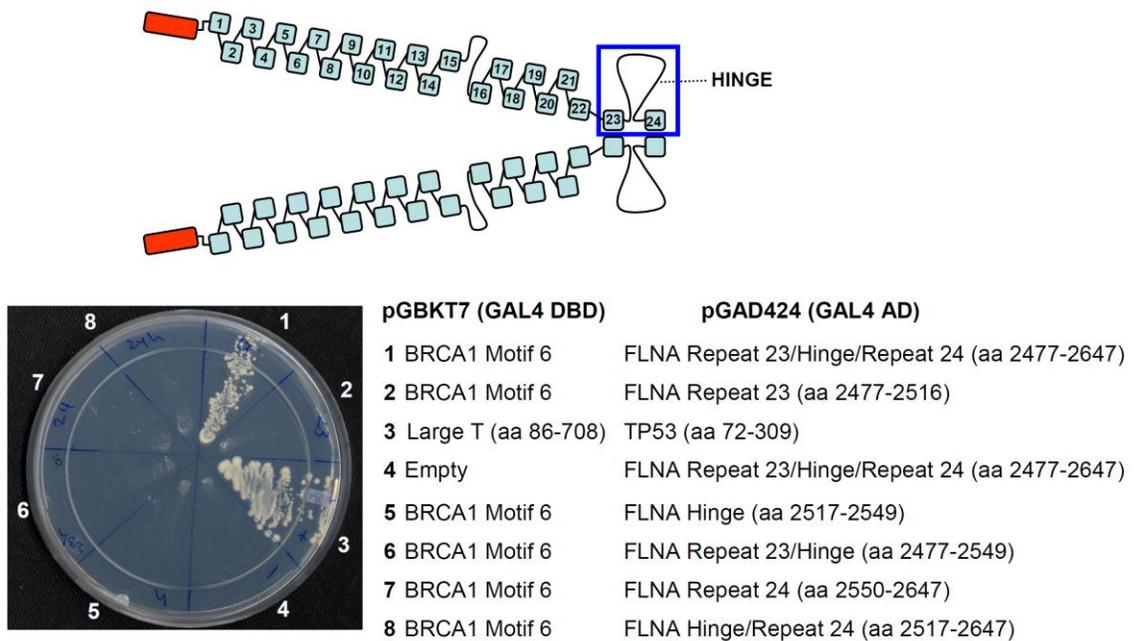 1 3 5 7 9 11 13 15 17 19 21
2 4 6 8 10 12 14 16 18 20 22 23 24
HINGE
pGBKT7 (GAL4 DBD) pGAD424 (GAL4 AD)
1 BRCA1 Motif 6 FLNA Repeat 23/Hinge/Repeat 24 (aa 2477-2647)
2 BRCA1 Motif 6 FLNA Repeat 23 (aa 2477-2516)
3 Large T (aa 86-708) TP53 (aa 72-309)
4 Empty FLNA Repeat 23/Hinge/Repeat 24 (aa 2477-2647)
5 BRCA1 Motif 6 FLNA Hinge (aa 2517-2549)
6 BRCA1 Motif 6 FLNA Repeat 23/Hinge (aa 2477-2549)
7 BRCA1 Motif 6 FLNA Repeat 24 (aa 2550-2647)
8 BRCA1 Motif 6 FLNA Hinge/Repeat 24 (aa 2517-2647)
8 1
7 2
6 3
5 4
24h
24
23
23h